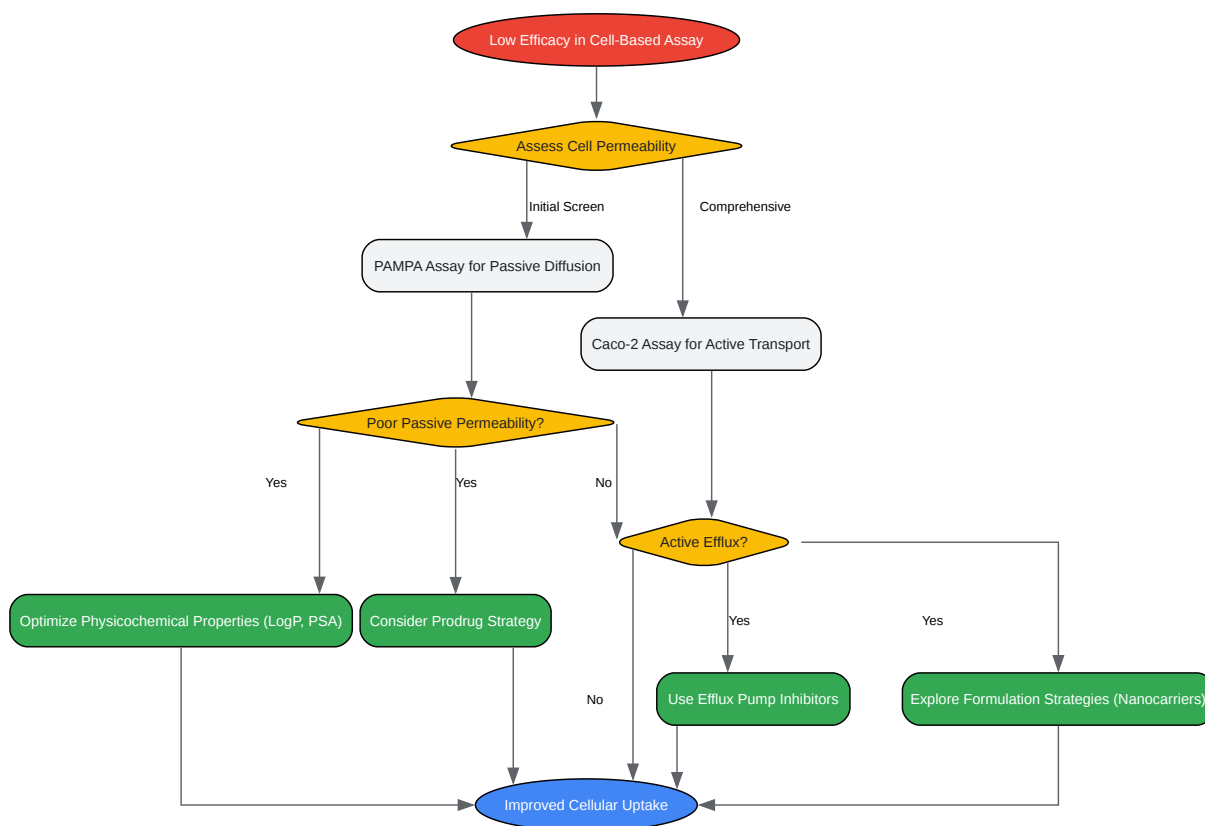 Low Efficacy in Cell-Based Assay
Assess Cell Permeability
Initial Screen
Comprehensive
PAMPA Assay for Passive Diffusion
Caco-2 Assay for Active Transport
Poor Passive Permeability?
Yes
Yes
No
Active Efflux?
Optimize Physicochemical Properties (LogP, PSA)
Consider Prodrug Strategy
Yes
Yes
No
Use Efflux Pump Inhibitors
Explore Formulation Strategies (Nanocarriers)
Improved Cellular Uptake